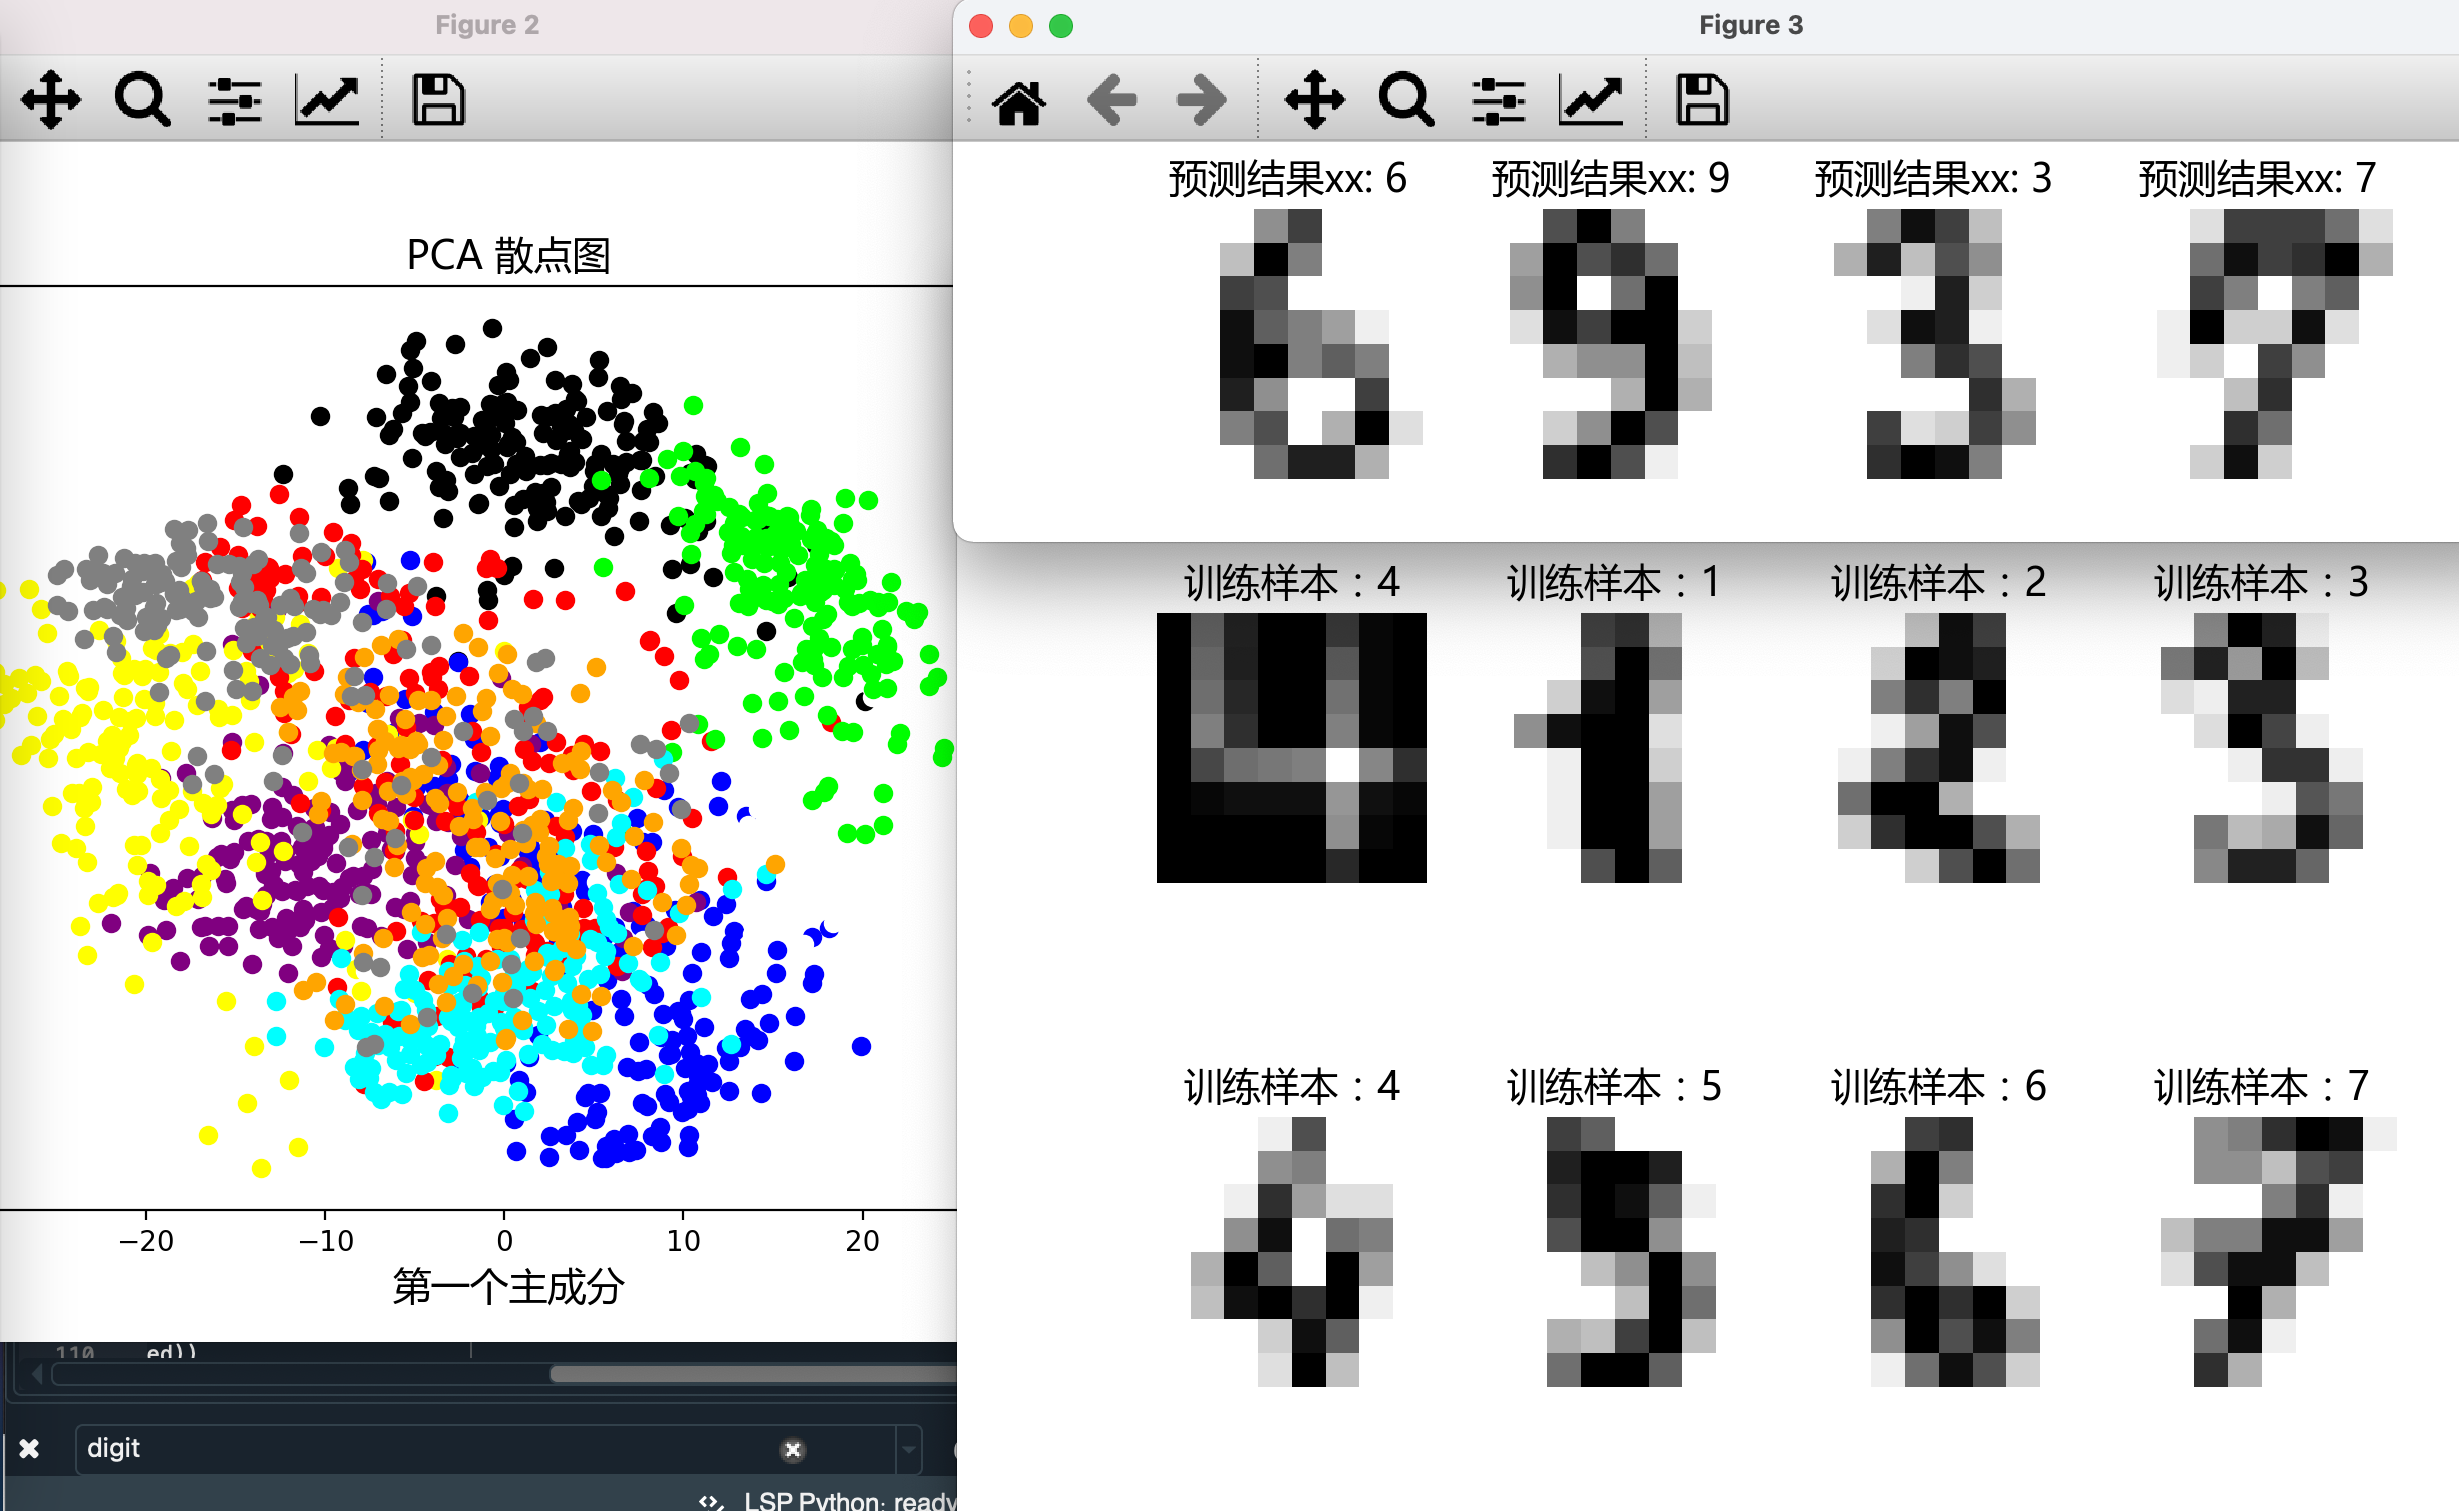 Figure 2
PCA 散点图
−20 −10 0 10 20
第一个主成分
110 ed))
digit
LSP Python: ready
Figure 3
预测结果xx: 6 预测结果xx: 9 预测结果xx: 3 预测结果xx: 7
训练样本：4 训练样本：1 训练样本：2 训练样本：3
训练样本：4 训练样本：5 训练样本：6 训练样本：7